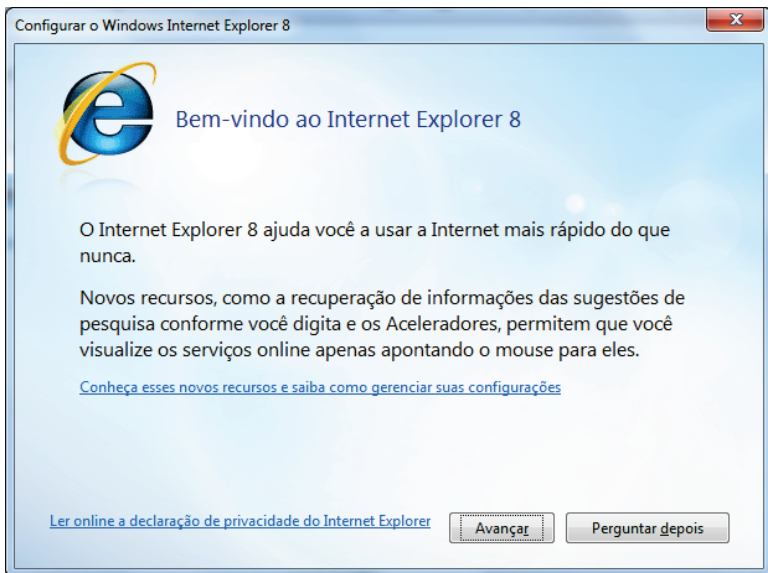 Configurar o Windows Internet Explorer 8
Bem-vindo ao Internet Explorer 8
O Internet Explorer 8 ajuda você a usar a Internet mais rápido do que
nunca.
Novos recursos, como a recuperação de informações das sugestões de
pesquisa conforme você digita e os Aceleradores, permitem que você
visualize os serviços online apenas apontando o mouse para eles.
Conheça esses novos recursos e saiba como gerenciar suas configurações
Ler online a declaração de privacidade do Internet Explorer
Avançar
Perguntar depois